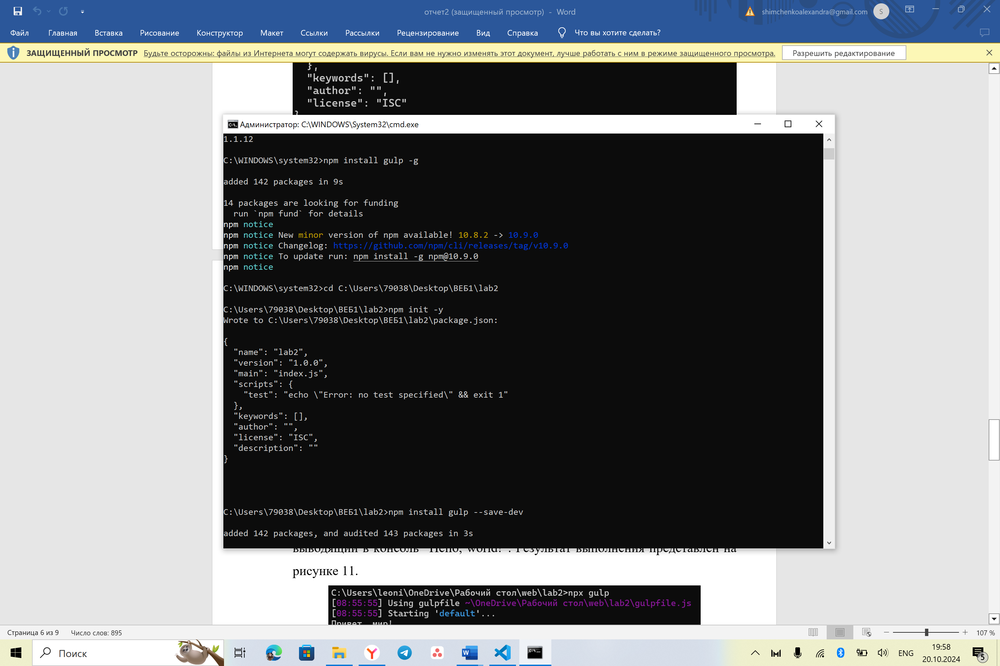 отчет2 (защищенный просмотр) - Word
shimchenkoalexandra@gmail.com
S
Файл Главная Вставка Рисование Конструктор Макет Ссылки Рассылки Рецензирование Вид Справка Что вы хотите сделать?
ЗАЩИЩЕННЫЙ ПРОСМОТР Будьте осторожны: файлы из Интернета могут содержать вирусы. Если вам не нужно изменять этот документ, лучше работать с ним в режиме защищенного просмотра. Разрешить редактирование
},
"keywords": [],
"author": "",
"license": "ISC"
}
Администратор: C:\WINDOWS\System32\cmd.exe
1.1.12
C:\WINDOWS\system32>npm install gulp -g
added 142 packages in 9s
14 packages are looking for funding
run `npm fund` for details
npm notice
npm notice New minor version of npm available! 10.8.2 -> 10.9.0
npm notice Changelog: https://github.com/npm/cli/releases/tag/v10.9.0
npm notice To update run: npm install -g npm@10.9.0
npm notice
C:\WINDOWS\system32>cd C:\Users\79038\Desktop\ВЕБ1\lab2
C:\Users\79038\Desktop\ВЕБ1\lab2>npm init -y
Wrote to C:\Users\79038\Desktop\ВЕБ1\lab2\package.json:
{
"name": "lab2",
"version": "1.0.0",
"main": "index.js",
"scripts": {
"test": "echo \"Error: no test specified\" && exit 1"
},
"keywords": [],
"author": "",
"license": "ISC",
"description": ""
}
C:\Users\79038\Desktop\ВЕБ1\lab2>npm install gulp --save-dev
added 142 packages, and audited 143 packages in 3s
выводящий в консоль "Hello, world!". Результат выполнения представлен на
рисунке 11.
C:\Users\leoni\OneDrive\Рабочий стол\web\lab2>npx gulp
[08:55:55] Using gulpfile ~\OneDrive\Рабочий стол\web\lab2\gulpfile.js
[08:55:55] Starting 'default'...
Привет, мир!
Страница 6 из 9 Число слов: 895
107 %
Поиск
ENG
19:58
20.10.2024
5